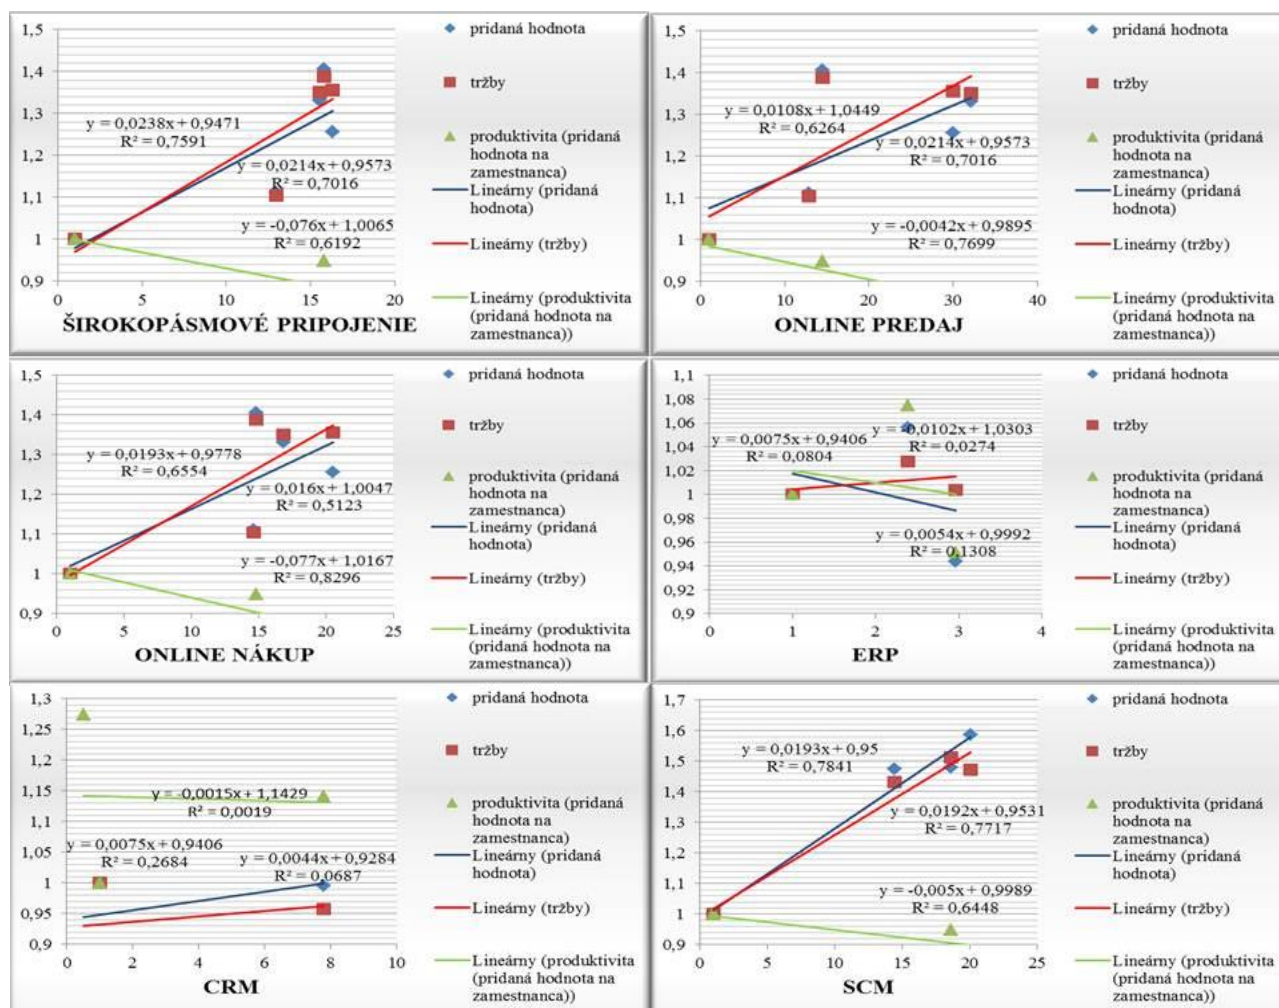 1,5
1,4
1,3
1,2
1,1
1
0,9
y = 0,0238x + 0,9471
R² = 0,7591
y = 0,0214x + 0,9573
R² = 0,7016
y = -0,076x + 1,0065
R² = 0,6192
0 5 10 15 20
ŠIROKOPÁSMOVÉ PRIPOJENIE
pridaná hodnota
tržby
produktivita (pridaná
hodnota na
zamestnanca)
Lineárny (pridaná
hodnota)
Lineárny (tržby)
Lineárny (produktivita
(pridaná hodnota na
zamestnanca))
1,5
1,4
1,3
1,2
1,1
1
0,9
y = 0,0108x + 1,0449
R² = 0,6264
y = 0,0214x + 0,9573
R² = 0,7016
y = -0,0042x + 0,9895
R² = 0,7699
0 10 20 30 40
ONLINE PREDAJ
pridaná hodnota
tržby
produktivita (pridaná
hodnota na
zamestnanca)
Lineárny (pridaná
hodnota)
Lineárny (tržby)
Lineárny (produktivita
(pridaná hodnota na
zamestnanca))
1,5
1,4
1,3
1,2
1,1
1
0,9
y = 0,0193x + 0,9778
R² = 0,6554
y = 0,016x + 1,0047
R² = 0,5123
y = -0,077x + 1,0167
R² = 0,8296
0 5 10 15 20 25
ONLINE NÁKUP
pridaná hodnota
tržby
produktivita (pridaná
hodnota na
zamestnanca)
Lineárny (pridaná
hodnota)
Lineárny (tržby)
Lineárny (produktivita
(pridaná hodnota na
zamestnanca))
1,1
1,08
1,06
1,04
1,02
1
0,98
0,96
0,94
0,92
0,9
y = -0,0102x + 1,0303
R² = 0,0274
y = 0,0075x + 0,9406
R² = 0,0804
y = 0,0054x + 0,9992
R² = 0,1308
0 1 2 3 4
ERP
pridaná hodnota
tržby
produktivita (pridaná
hodnota na
zamestnanca)
Lineárny (pridaná
hodnota)
Lineárny (tržby)
Lineárny (produktivita
(pridaná hodnota na
zamestnanca))
1,3
1,25
1,2
1,15
1,1
1,05
1
0,95
0,9
y = -0,0015x + 1,1429
R² = 0,0019
y = 0,0075x + 0,9406
R² = 0,2684
y = 0,0044x + 0,9284
R² = 0,0687
0 2 4 6 8 10
CRM
pridaná hodnota
tržby
produktivita (pridaná
hodnota na
zamestnanca)
Lineárny (pridaná
hodnota)
Lineárny (tržby)
Lineárny (produktivita
(pridaná hodnota na
zamestnanca))
1,7
1,6
1,5
1,4
1,3
1,2
1,1
1
0,9
y = 0,0193x + 0,95
R² = 0,7841
y = 0,0192x + 0,9531
R² = 0,7717
y = -0,005x + 0,9989
R² = 0,6448
0 5 10 15 20 25
SCM
pridaná hodnota
tržby
produktivita (pridaná
hodnota na
zamestnanca)
Lineárny (pridaná
hodnota)
Lineárny (tržby)
Lineárny (produktivita
(pridaná hodnota na
zamestnanca))